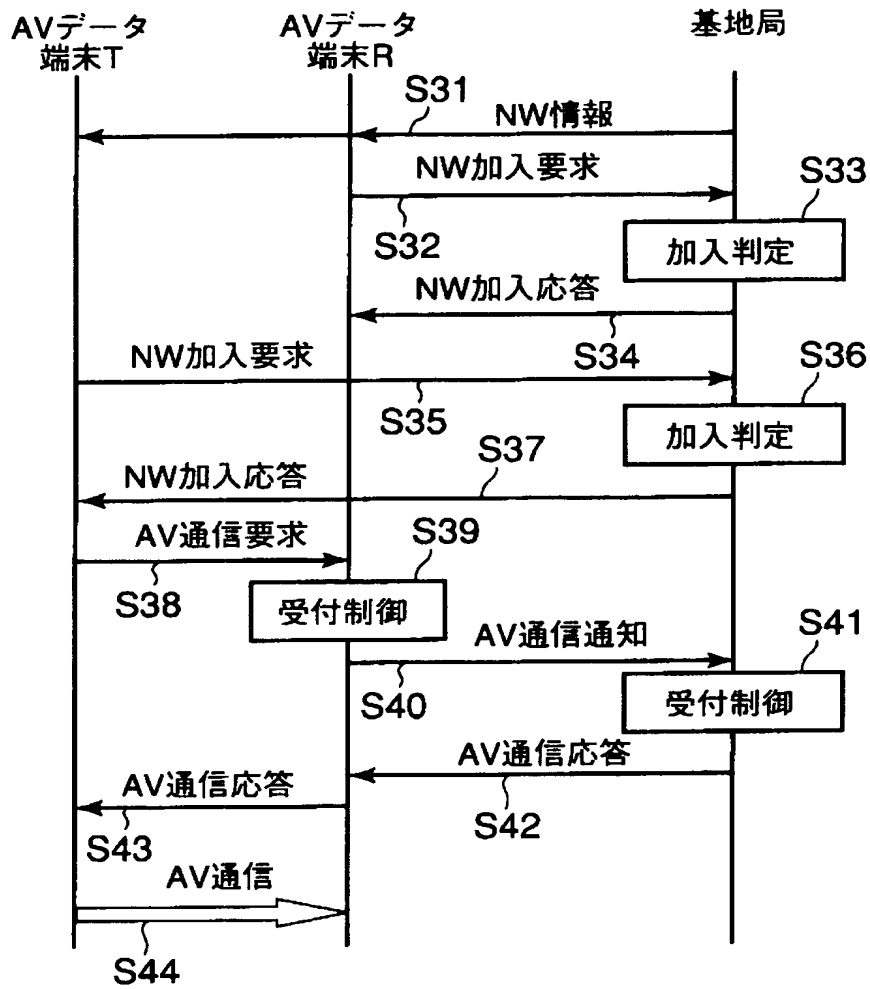 AVデータ
端末T
AVデータ
端末R
基地局
S31
NW情報
NW加入要求
S32
S33
加入判定
NW加入応答
S34
NW加入要求
S35
S36
加入判定
S37
NW加入応答
AV通信要求
S38
S39
受付制御
AV通信通知
S40
S41
受付制御
AV通信応答
S42
AV通信応答
S43
AV通信
S44